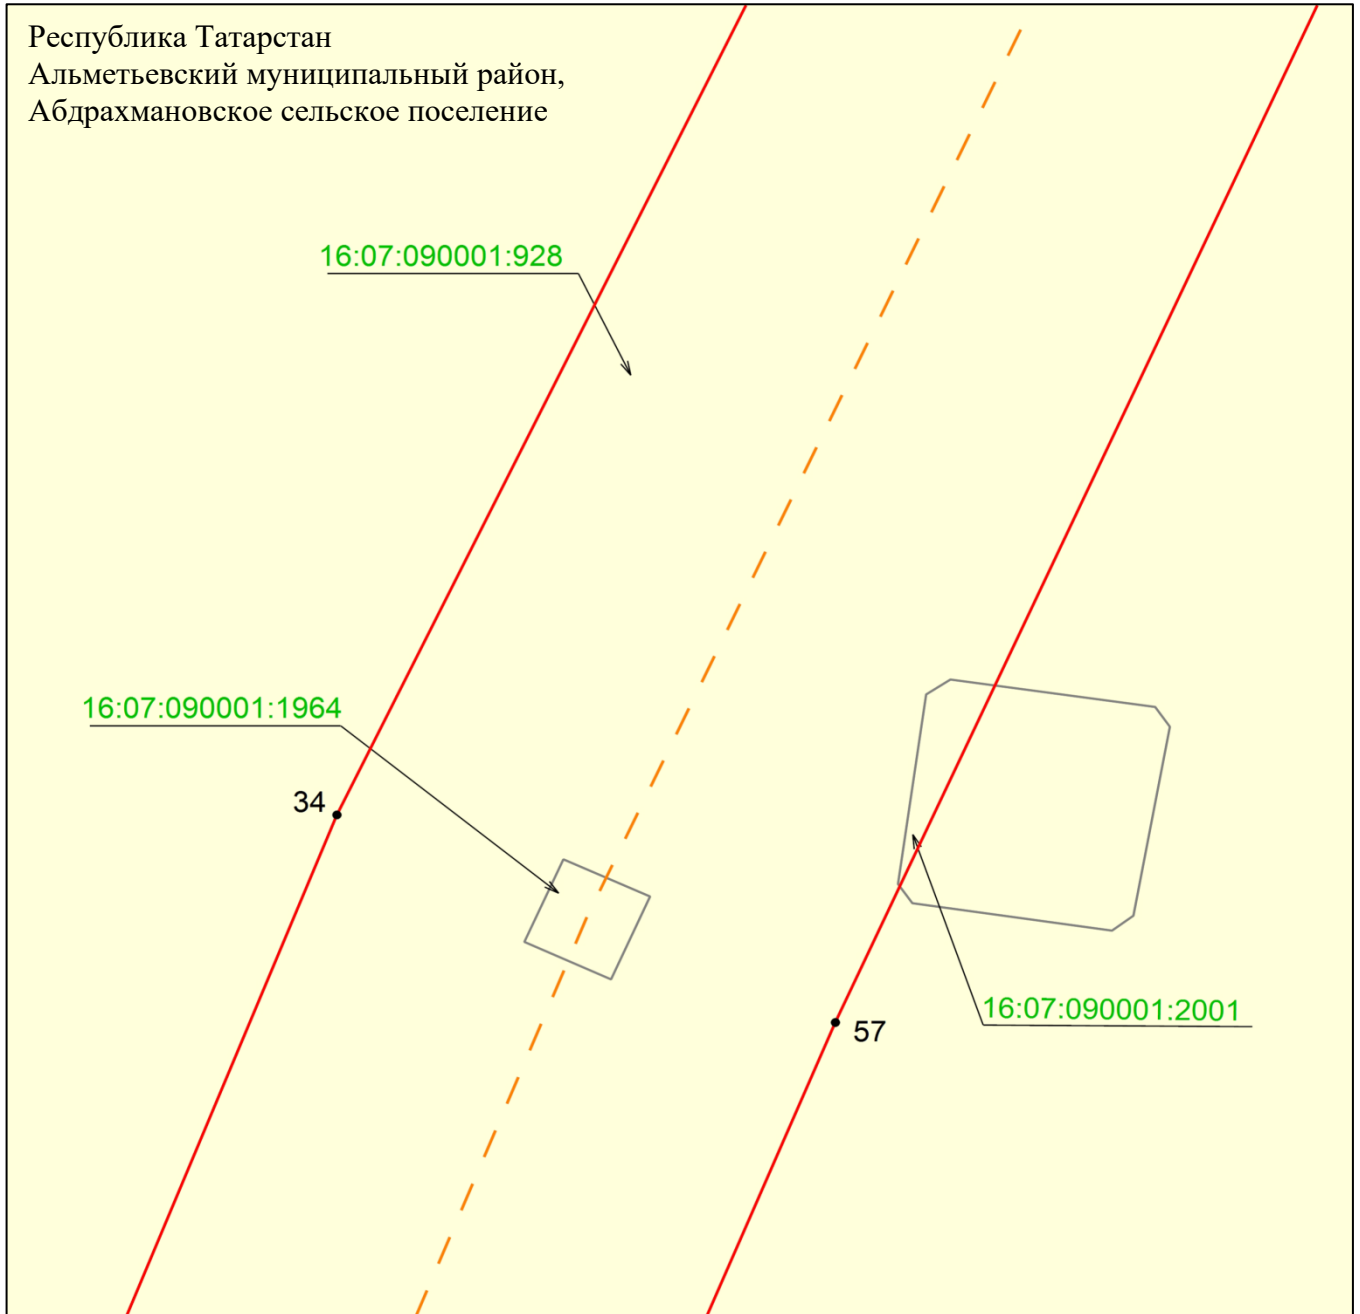 Республика Татарстан
Альметьевский муниципальный район,
Абдрахмановское сельское поселение
16:07:090001:928
16:07:090001:1964
34
16:07:090001:2001
57